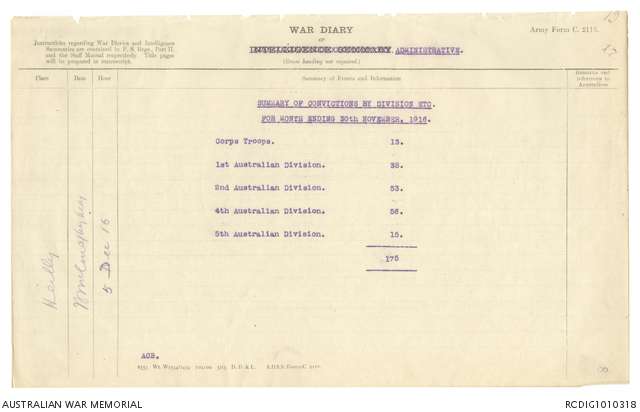 WAR DIARY
OF
INTELLIGENCE SUMMARY. ADMINISTRATIVE.
(Erase heading not required.)
Army Form C. 2118.
Instructions regarding War Diaries and Intelligence
Summaries are contained in F. S. Regs., Part II.
and the Staff Manual respectively. Title pages
will be prepared in manuscript.
Place
Date
Hour
Summary of Events and Information
Remarks and
references to
Appendices
SUMMARY OF CONVICTIONS BY DIVISION ETC.
FOR MONTH ENDING 30th NOVEMBER, 1916.
Corps Troops. 13.
1st Australian Division. 38.
2nd Australian Division. 53.
4th Australian Division. 56.
5th Australian Division. 15.
175
Heilly
5 Dec 16
ACB.
D. D. & L.
AUSTRALIAN WAR MEMORIAL
RCDIG1010318